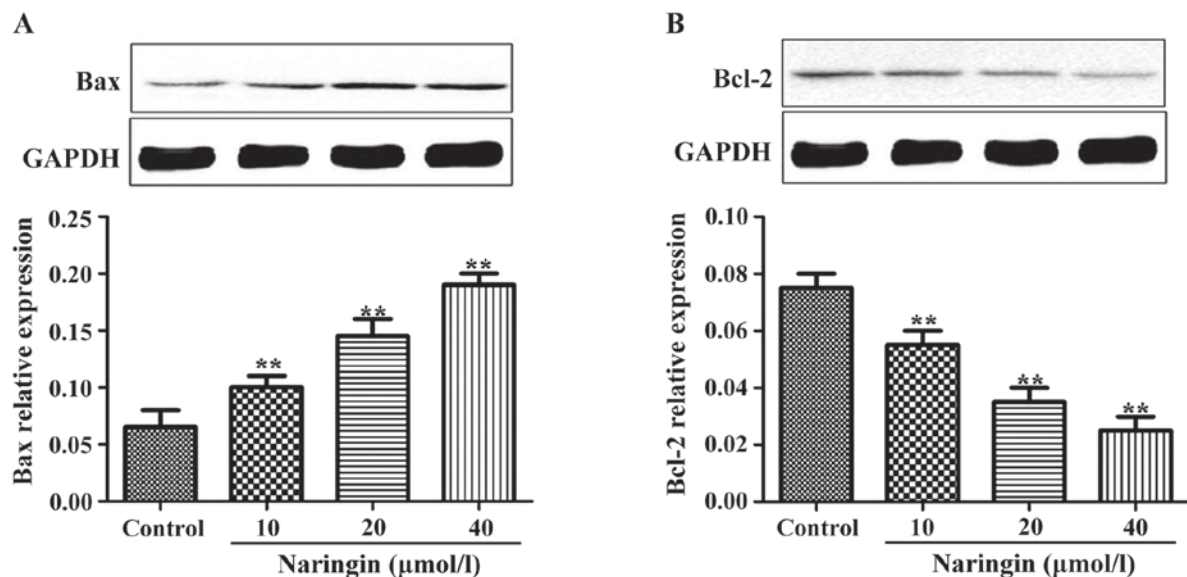 A
Bax
GAPDH
Bax relative expression
0.25
0.20
0.15
0.10
0.05
0.00
**
**
**
Control 10 20 40
Naringin (μmol/l)
B
Bcl-2
GAPDH
Bcl-2 relative expression
0.10
0.08
0.06
0.04
0.02
0.00
**
**
**
Control 10 20 40
Naringin (μmol/l)